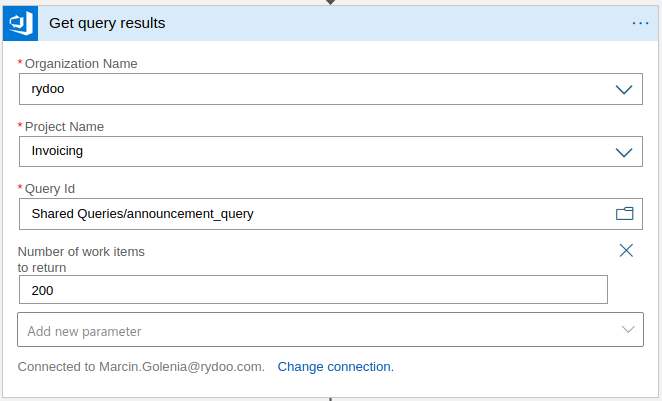 Get query results
* Organization Name
rydoo
* Project Name
Invoicing
* Query Id
Shared Queries/announcement_query
Number of work items
to return
200
Add new parameter
Connected to Marcin.Golenia@rydoo.com. Change connection.